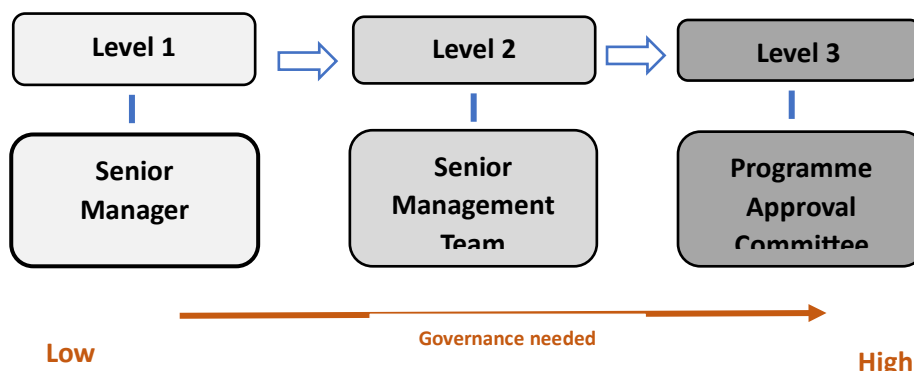 Level 1
Level 2
Level 3
Senior
Manager
Senior
Management
Team
Programme
Approval
Committee
Governance needed
Low
High